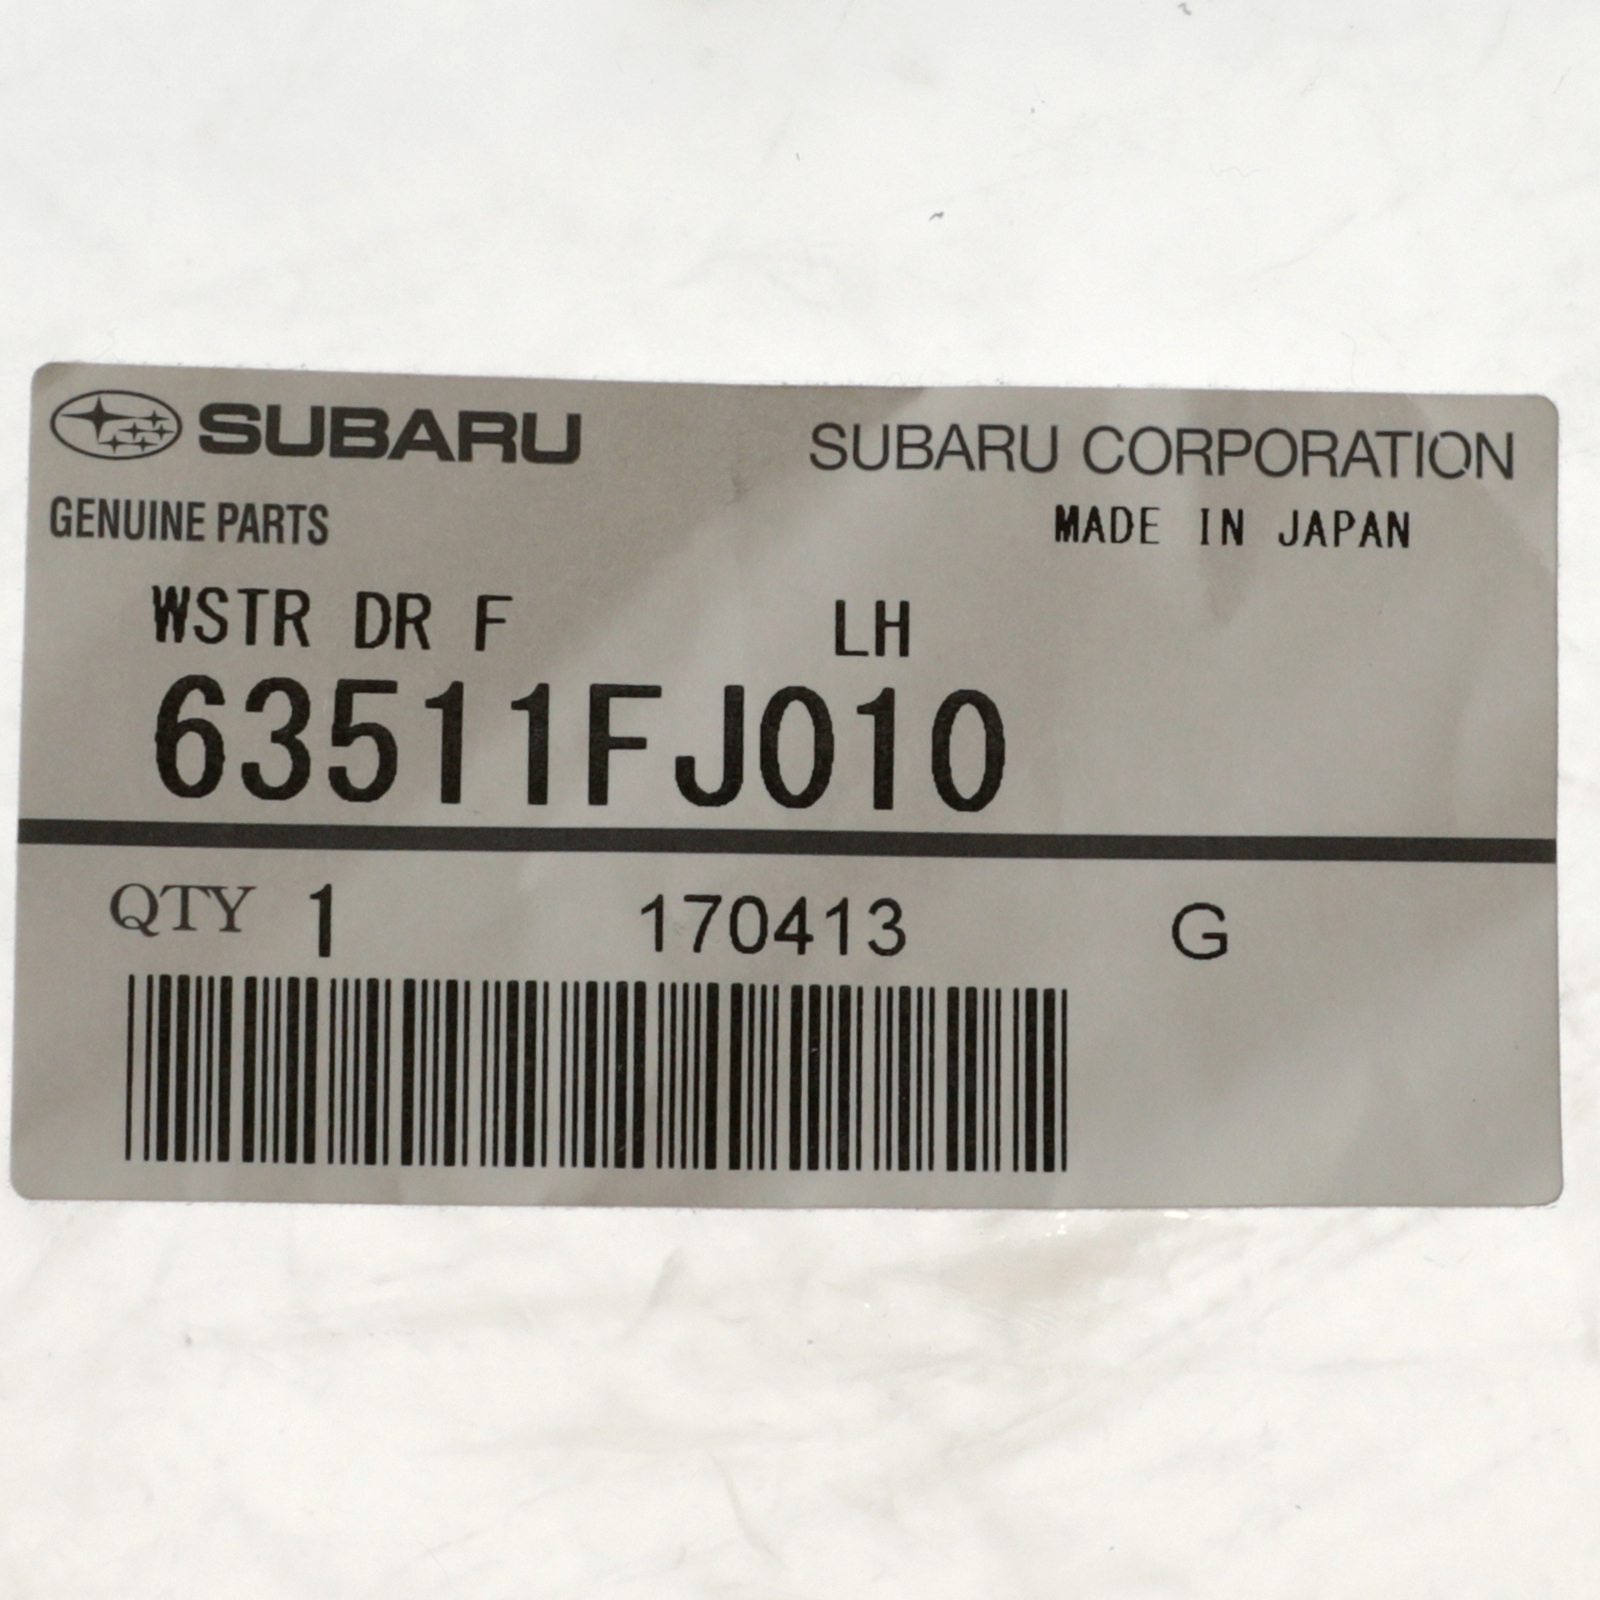 SUBARU SUBARU CORPORATION
GENUINE PARTS MADE IN JAPAN
WSTR DR F LH
63511FJ010
QTY 1 170413 G